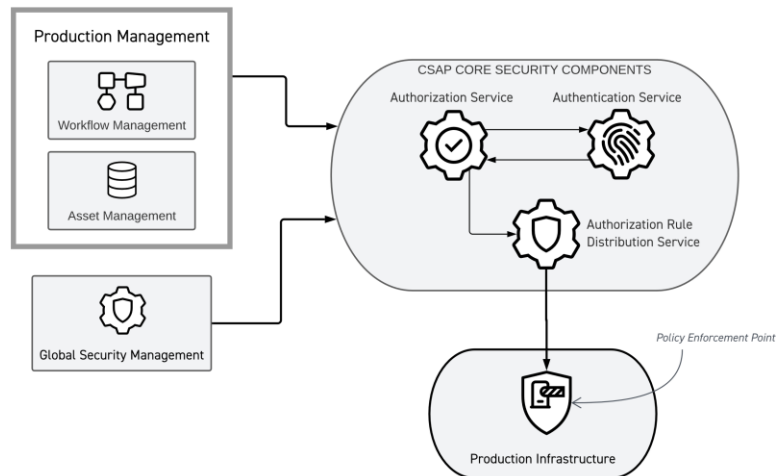 Production Management
Workflow Management
Asset Management
Global Security Management
CSAP CORE SECURITY COMPONENTS
Authorization Service
Authentication Service
Authorization Rule
Distribution Service
Policy Enforcement Point
Production Infrastructure